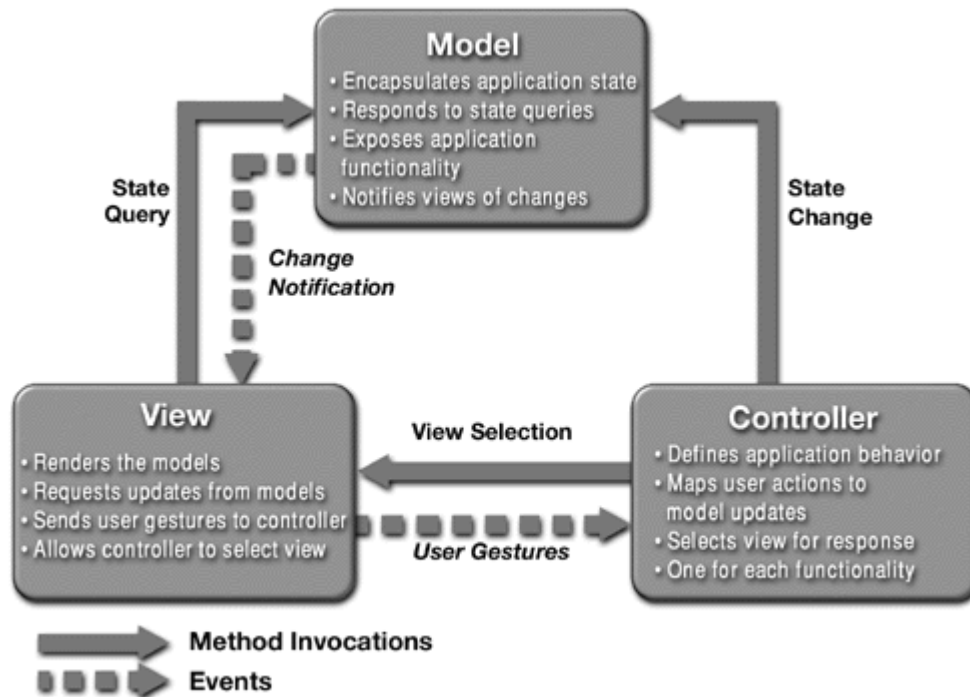 Model
• Encapsulates application state
• Responds to state queries
• Exposes application
functionality
• Notifies views of changes
State
Query
State
Change
Change
Notification
View
• Renders the models
• Requests updates from models
• Sends user gestures to controller
• Allows controller to select view
View Selection
User Gestures
Controller
• Defines application behavior
• Maps user actions to
model updates
• Selects view for response
• One for each functionality
Method Invocations
Events